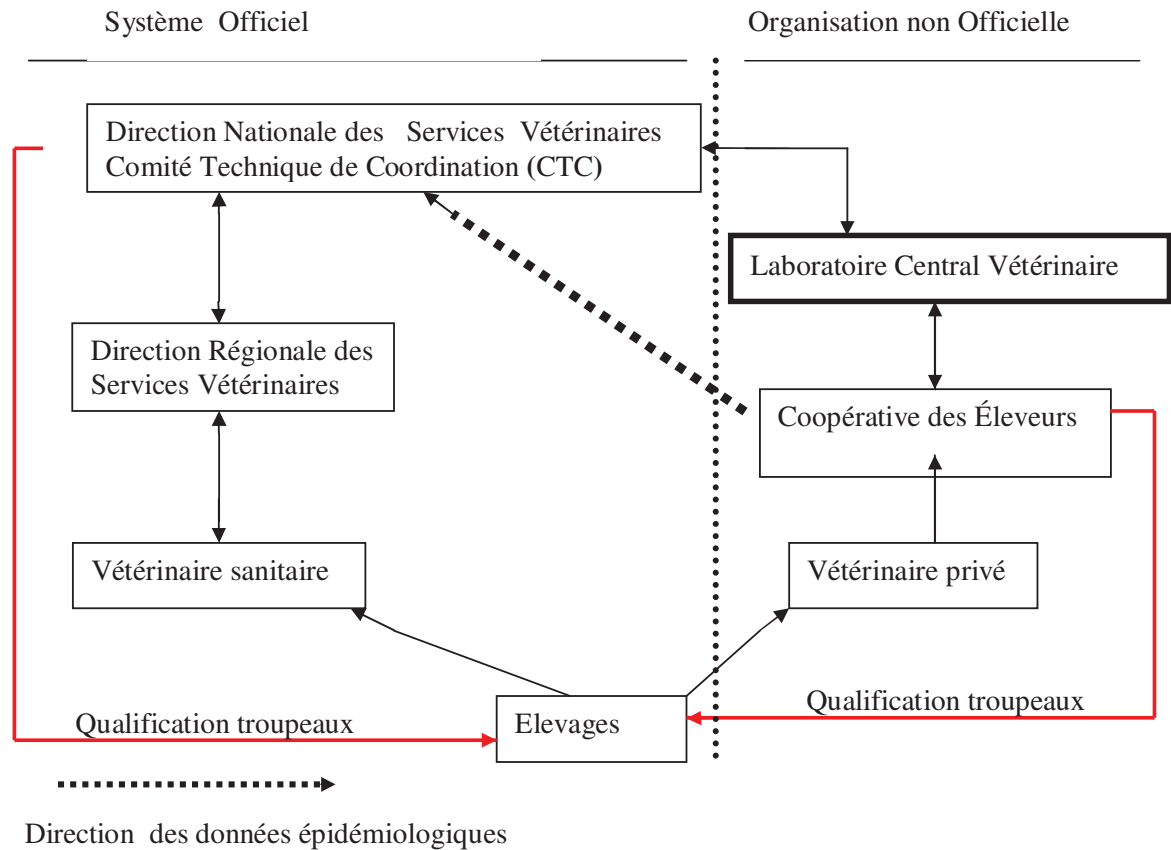 Système Officiel
Organisation non Officielle
Direction Nationale des Services Vétérinaires
Comité Technique de Coordination (CTC)
Laboratoire Central Vétérinaire
Direction Régionale des
Services Vétérinaires
Coopérative des Éleveurs
Vétérinaire sanitaire
Vétérinaire privé
Elevages
Qualification troupeaux
Qualification troupeaux
Direction des données épidémiologiques